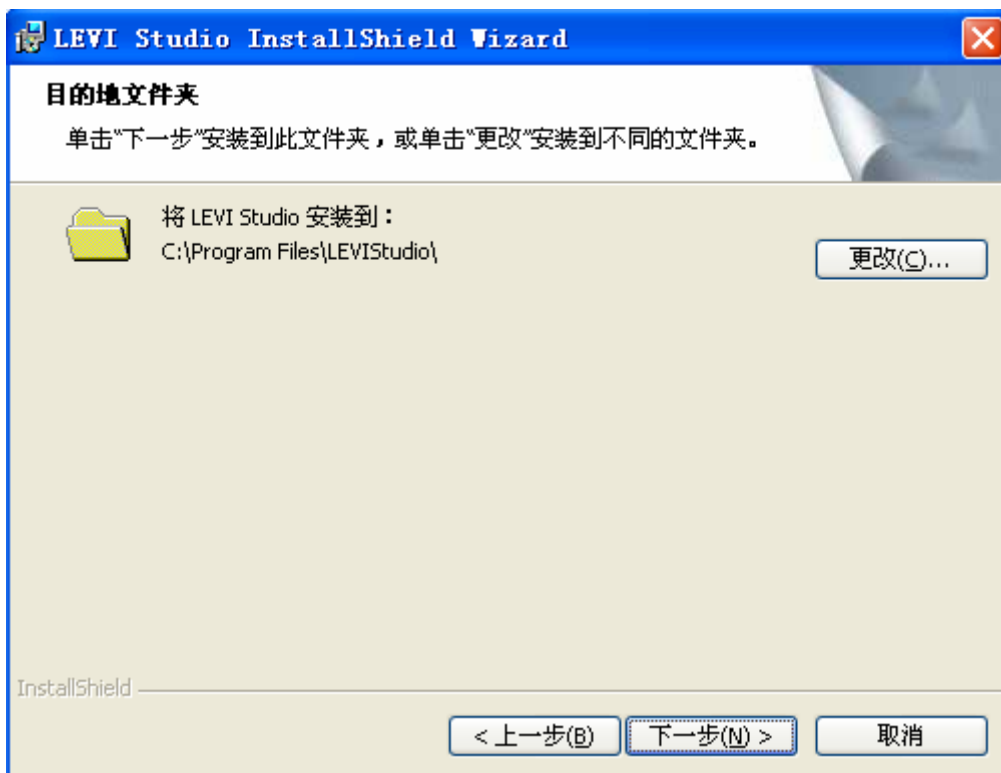 LEVI Studio InstallShield Wizard
目的地文件夹
单击“下一步”安装到此文件夹，或单击“更改”安装到不同的文件夹。
将 LEVI Studio 安装到：
C:\Program Files\LEVIStudio\
更改(C)...
InstallShield
< 上一步(B)
下一步(N) >
取消